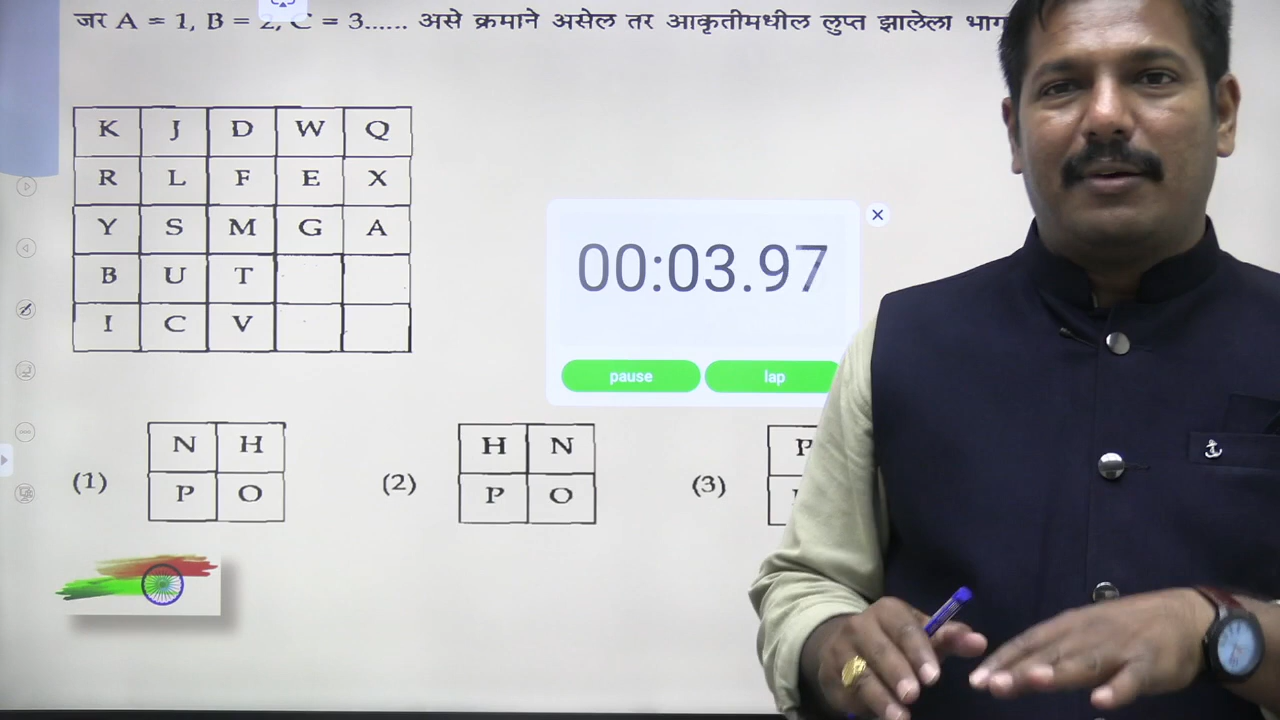 जर A = 1, B = 2, C = 3...... असे क्रमाने असेल तर आकृतीमधील लुप्त झालेला भाग
K J D W Q
R L F E X
Y S M G A
B U T
I C V
00:03.97
pause lap
(1) N H
P O
(2) H N
P O
(3) P